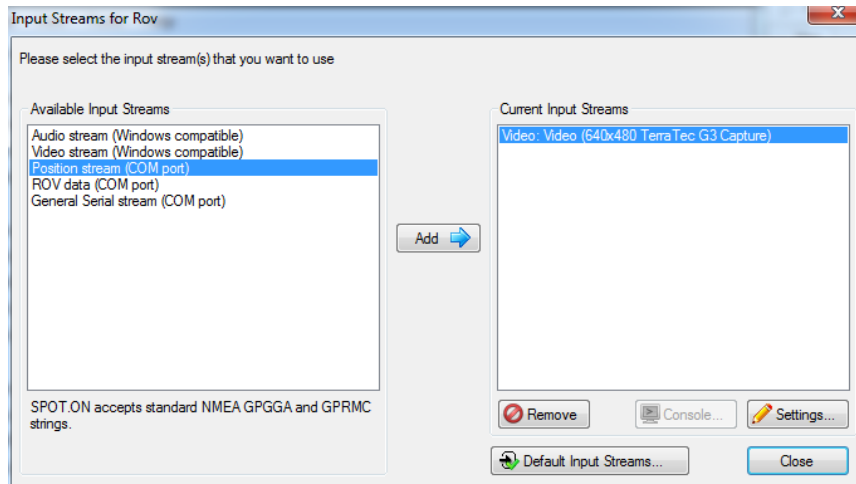 Input Streams for Rov
Please select the input stream(s) that you want to use
Available Input Streams
Audio stream (Windows compatible)
Video stream (Windows compatible)
Position stream (COM port)
ROV data (COM port)
General Serial stream (COM port)
SPOT.ON accepts standard NMEA GPGGA and GPRMC
strings.
Add
Current Input Streams
Video: Video (640x480 TerraTec G3 Capture)
Remove
Console...
Settings...
Default Input Streams...
Close